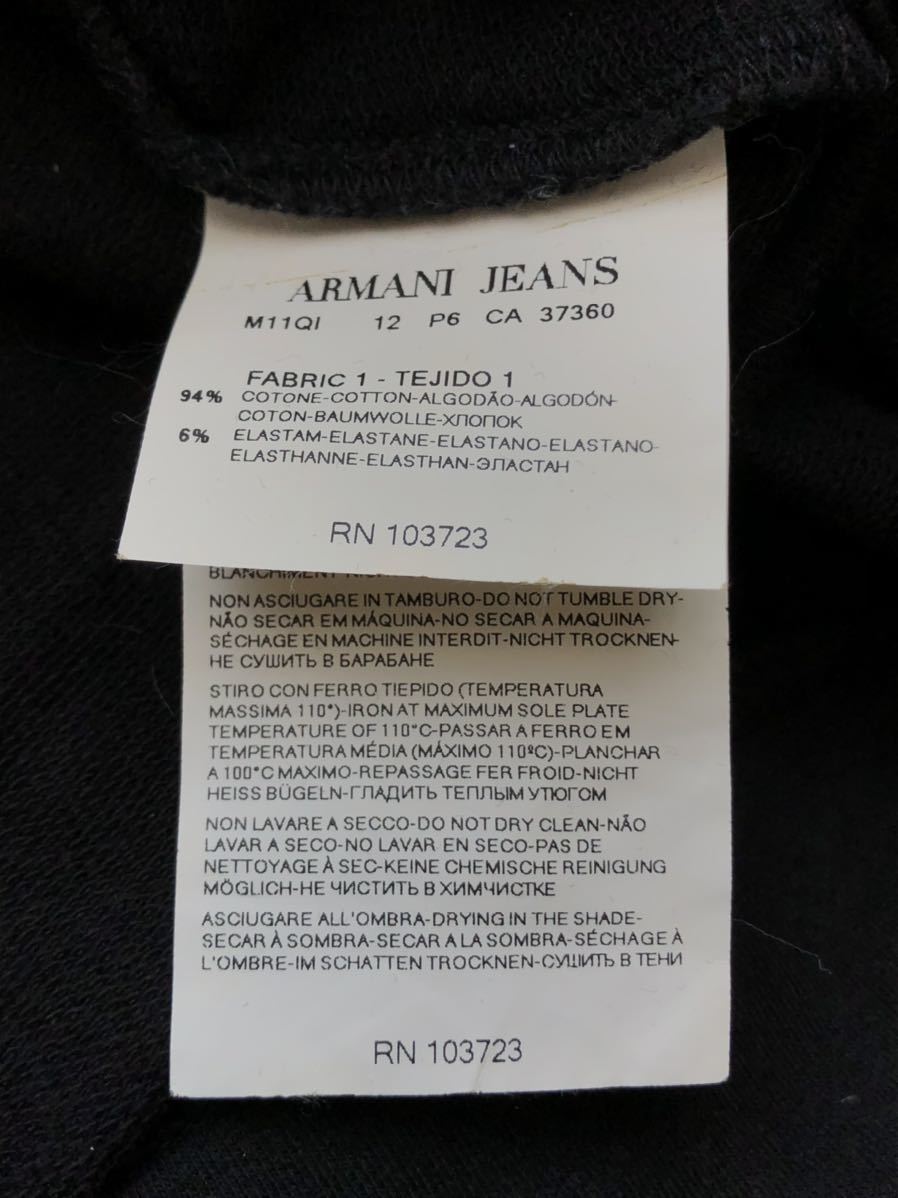 ARMANI JEANS
M11QI 12 P6 CA 37360
FABRIC 1 - TEJIDO 1
94% COTONE-COTTON-ALGODÃO-ALGODÓN-
COTON-BAUMWOLLE-ХЛОПОК
6% ELASTAM-ELASTANE-ELASTANO-ELASTANO-
ELASTHANNE-ELASTHAN-ЭЛАСТАН
RN 103723
BLANCHIMENT
NON ASCIUGARE IN TAMBURO-DO NOT TUMBLE DRY-
NÃO SECAR EM MÁQUINA-NO SECAR A MAQUINA-
SÉCHAGE EN MACHINE INTERDIT-NICHT TROCKNEN-
НЕ СУШИТЬ В БАРАБАНЕ
STIRO CON FERRO TIEPIDO (TEMPERATURA
MASSIMA 110°)-IRON AT MAXIMUM SOLE PLATE
TEMPERATURE OF 110°C-PASSAR A FERRO EM
TEMPERATURA MÉDIA (MÁXIMO 110ºC)-PLANCHAR
A 100°C MAXIMO-REPASSAGE FER FROID-NICHT
HEISS BÜGELN-ГЛАДИТЬ ТЕПЛЫМ УТЮГОМ
NON LAVARE A SECCO-DO NOT DRY CLEAN-NÃO
LAVAR A SECO-NO LAVAR EN SECO-PAS DE
NETTOYAGE À SEC-KEINE CHEMISCHE REINIGUNG
MÖGLICH-НЕ ЧИСТИТЬ В ХИМЧИСТКЕ
ASCIUGARE ALL'OMBRA-DRYING IN THE SHADE-
SECAR À SOMBRA-SECAR A LA SOMBRA-SÉCHAGE À
L'OMBRE-IM SCHATTEN TROCKNEN-СУШИТЬ В ТЕНИ
RN 103723